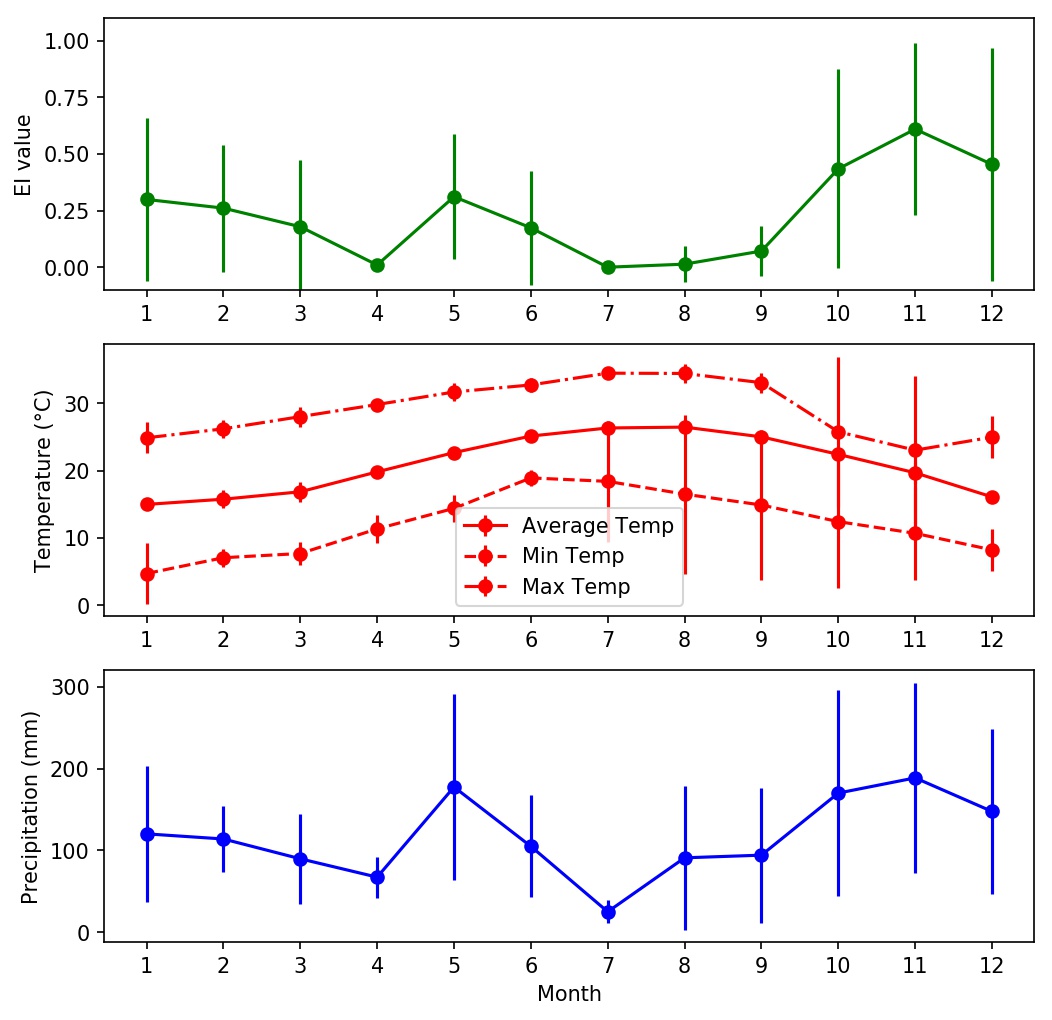 EI value
1.00
0.75
0.50
0.25
0.00
1 2 3 4 5 6 7 8 9 10 11 12
Temperature (°C)
30
20
10
0
Average Temp
Min Temp
Max Temp
1 2 3 4 5 6 7 8 9 10 11 12
Precipitation (mm)
300
200
100
0
1 2 3 4 5 6 7 8 9 10 11 12
Month